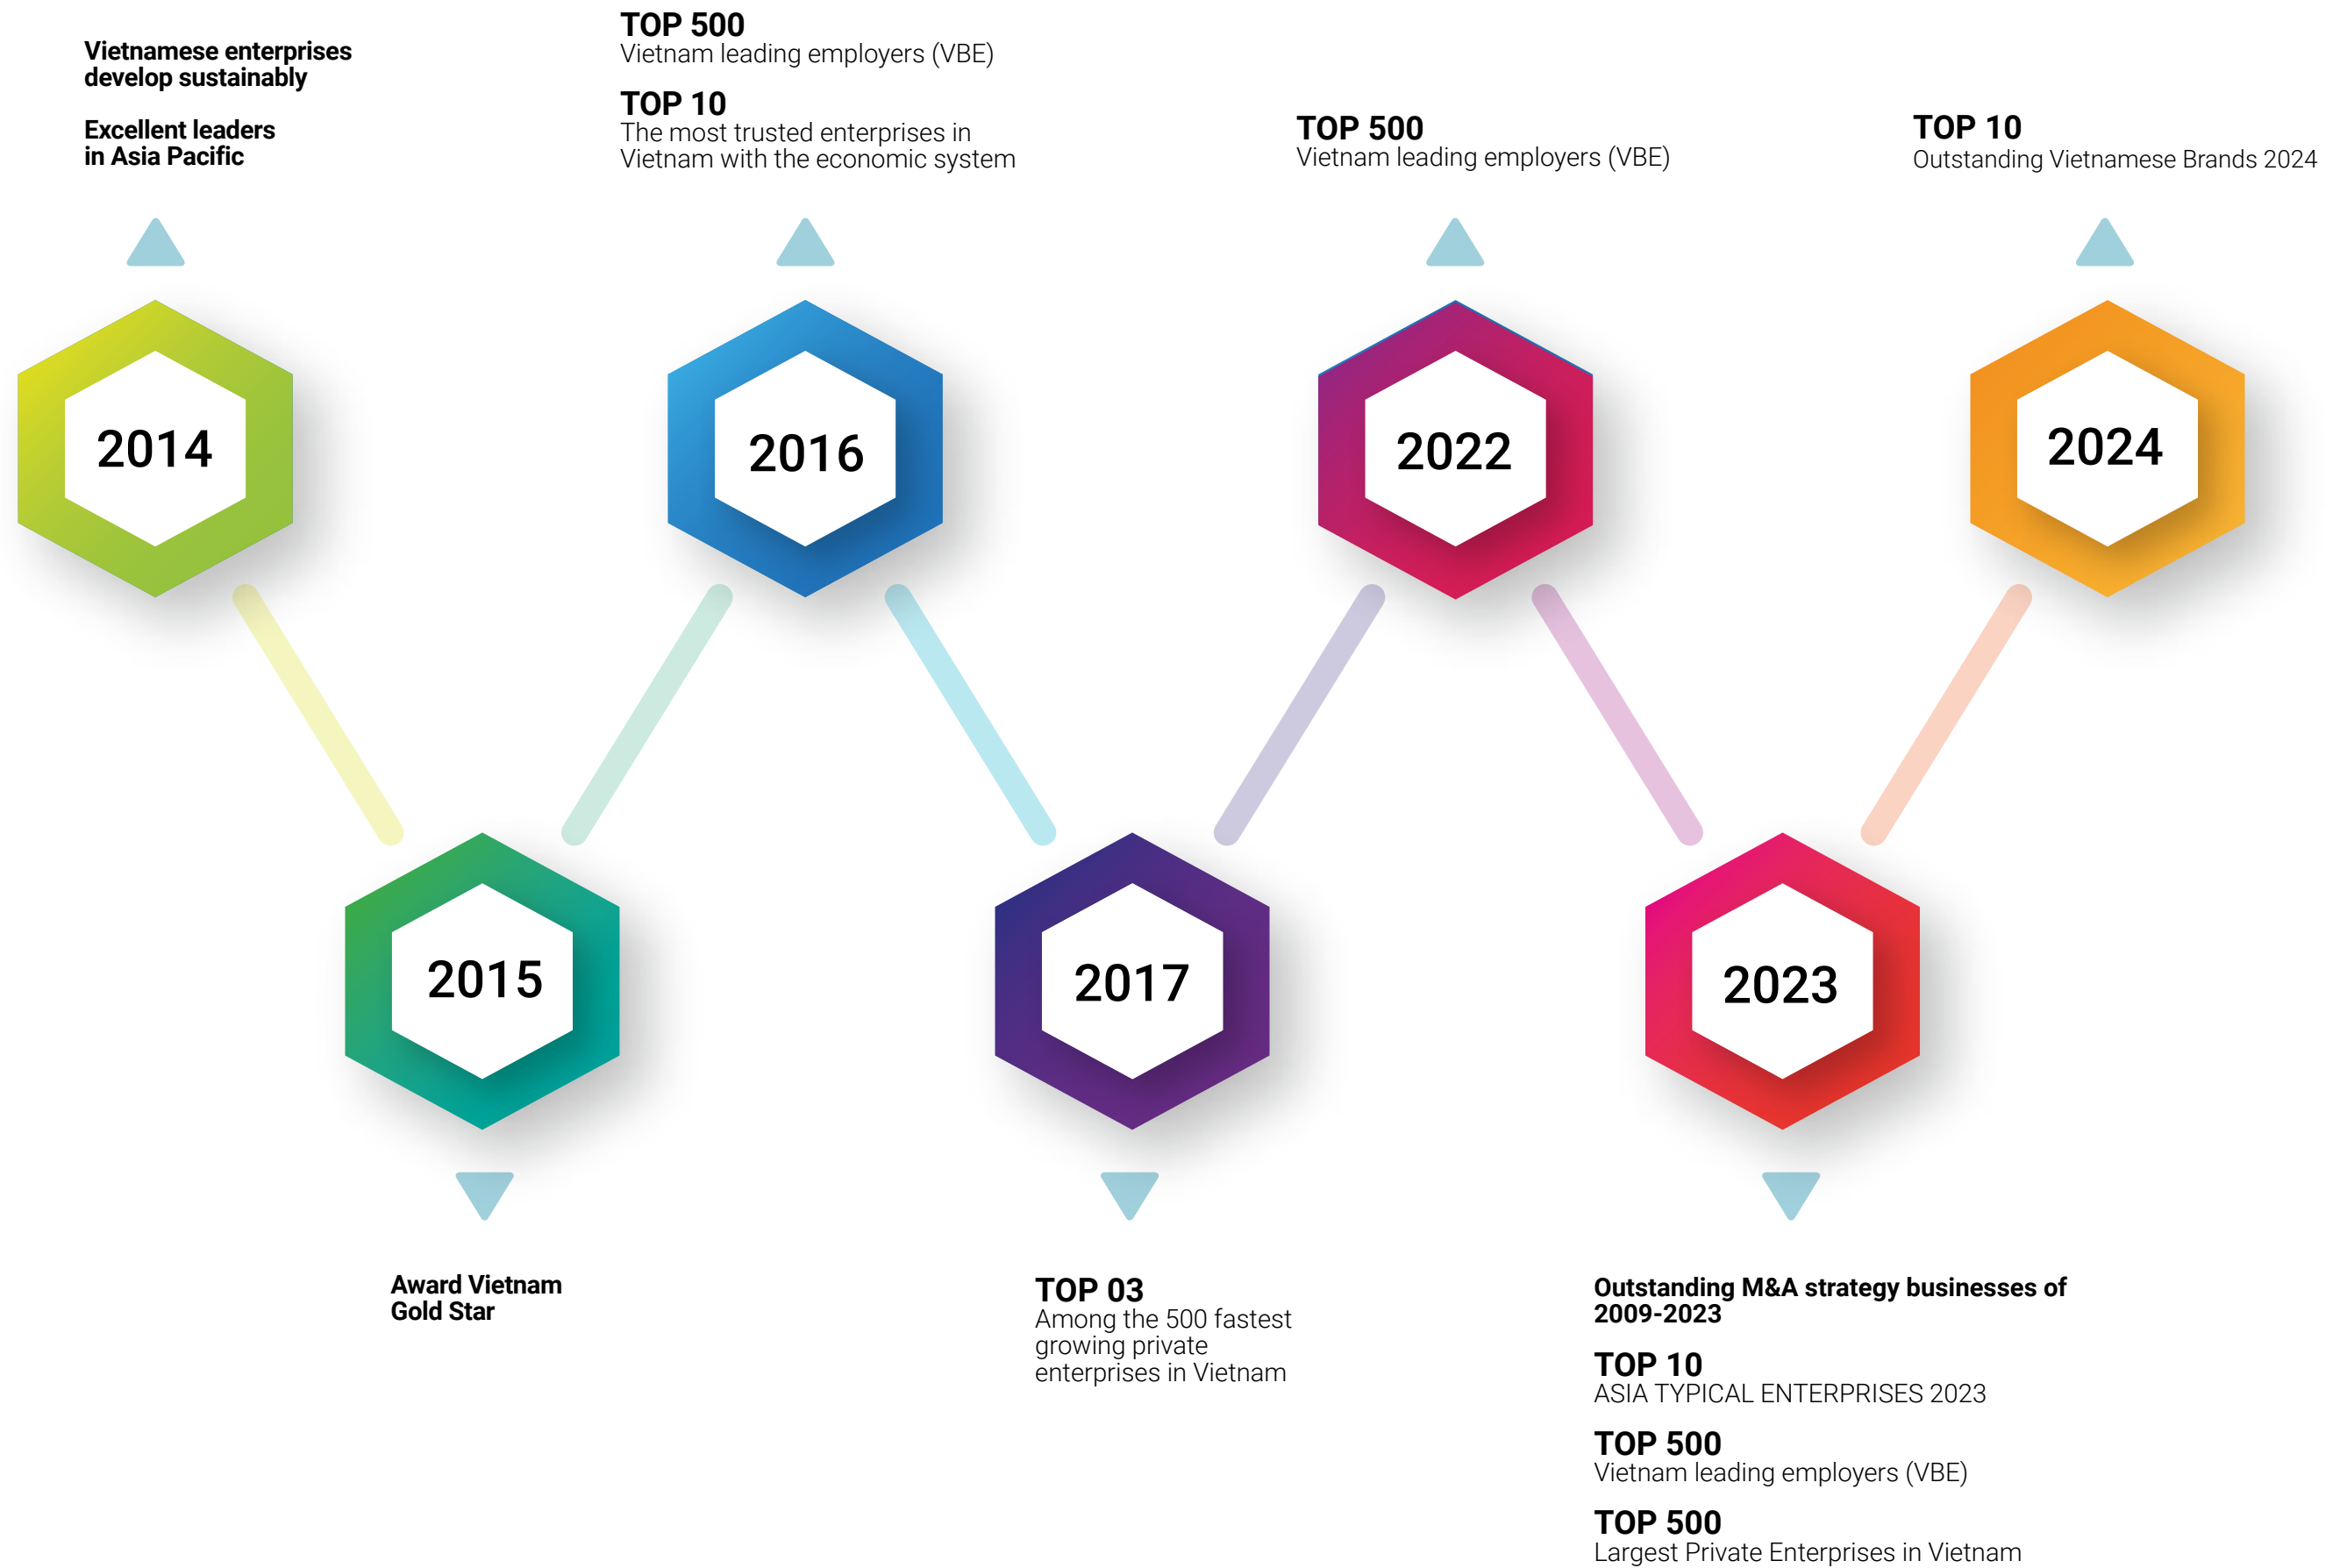 Vietnamese enterprises
develop sustainably
Excellent leaders
in Asia Pacific
2014
Award Vietnam
Gold Star
2015
TOP 500
Vietnam leading employers (VBE)
TOP 10
The most trusted enterprises in
Vietnam with the economic system
2016
TOP 03
Among the 500 fastest
growing private
enterprises in Vietnam
2017
TOP 500
Vietnam leading employers (VBE)
2022
Outstanding M&A strategy businesses of
2009-2023
TOP 10
ASIA TYPICAL ENTERPRISES 2023
TOP 500
Vietnam leading employers (VBE)
TOP 500
Largest Private Enterprises in Vietnam
2023
TOP 10
Outstanding Vietnamese Brands 2024
2024